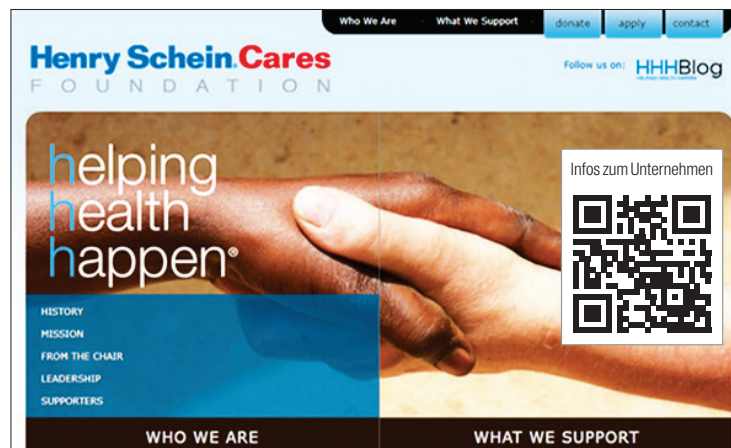 Who We Are
What We Support
donate
apply
contact
Henry Schein.Cares
FOUNDATION
Follow us on:
HHHBlog
HELPING HEALTH HAPPEN
helping
health
happen®
Infos zum Unternehmen
HISTORY
MISSION
FROM THE CHAIR
LEADERSHIP
SUPPORTERS
WHO WE ARE
WHAT WE SUPPORT